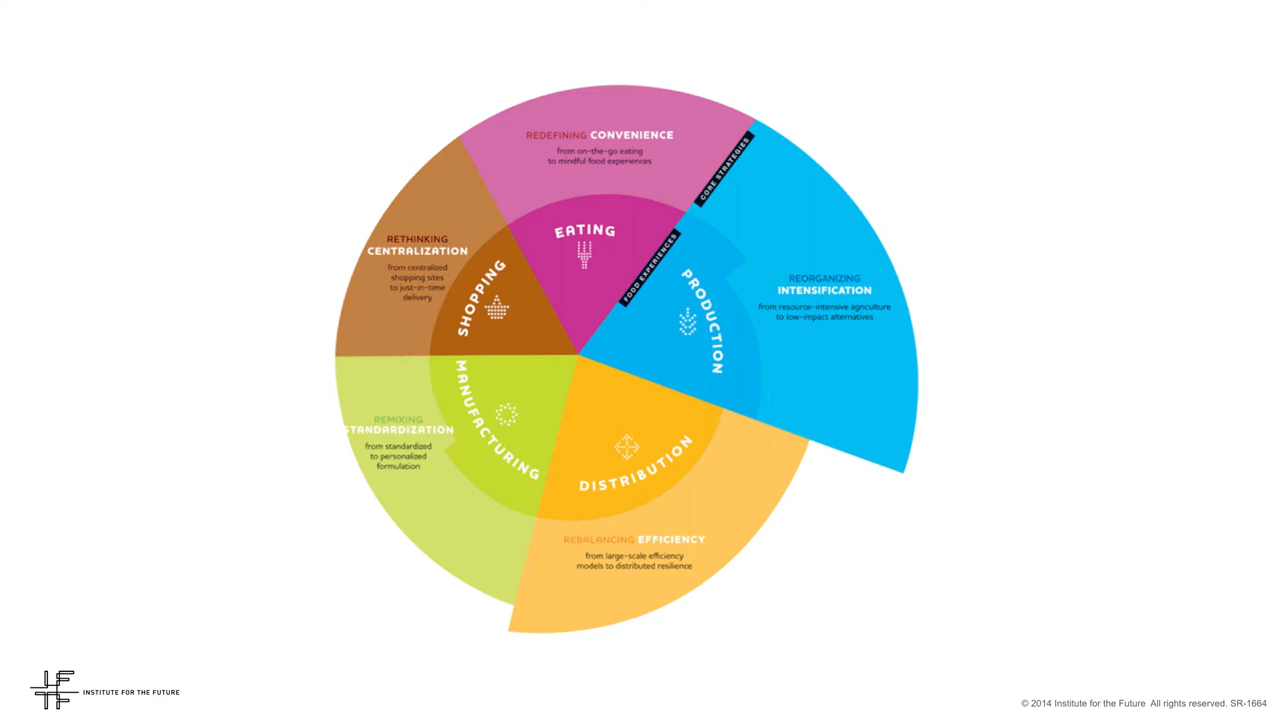 REDEFINING CONVENIENCE
from on-the-go eating
to mindful food experiences
EATING
CORE STRATEGIES
FOOD EXPERIENCES
REORGANIZING
INTENSIFICATION
from resource-intensive agriculture
to low-impact alternatives
PRODUCTION
DISTRIBUTION
REBALANCING EFFICIENCY
from large-scale efficiency
models to distributed resilience
MANUFACTURING
REMIXING
STANDARDIZATION
from standardized
to personalized
formulation
SHOPPING
RETHINKING
CENTRALIZATION
from centralized
shopping sites
to just-in-time
delivery
INSTITUTE FOR THE FUTURE
© 2014 Institute for the Future All rights reserved. SR-1664